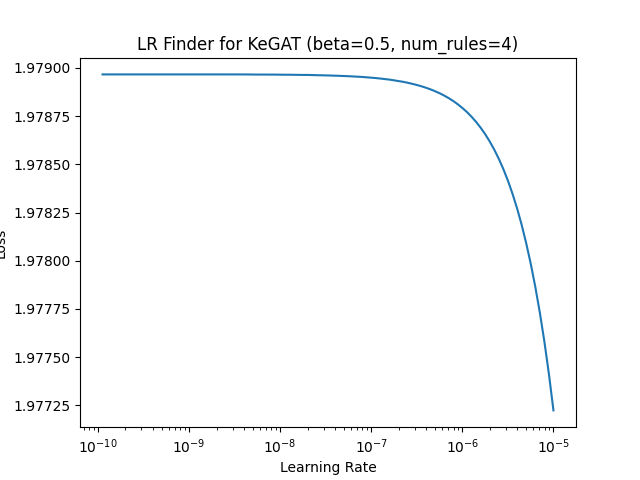 LR Finder for KeGAT (beta=0.5, num_rules=4)
1.97900
1.97875
1.97850
1.97825
1.97800
1.97775
1.97750
1.97725
Loss
10⁻¹⁰ 10⁻⁹ 10⁻⁸ 10⁻⁷ 10⁻⁶ 10⁻⁵
Learning Rate